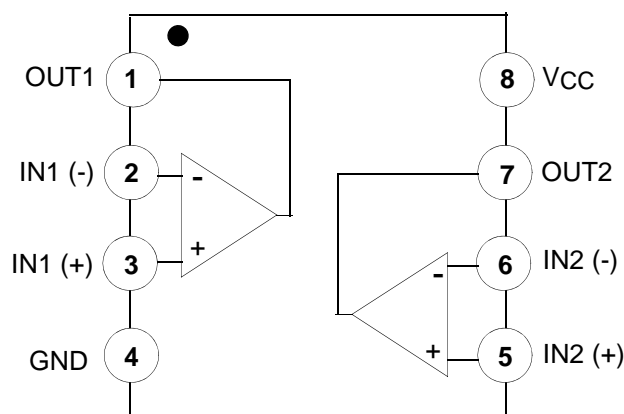 OUT1 1
8 VCC
IN1 (-) 2 -
7 OUT2
IN1 (+) 3 +
- 6 IN2 (-)
GND 4
+ 5 IN2 (+)